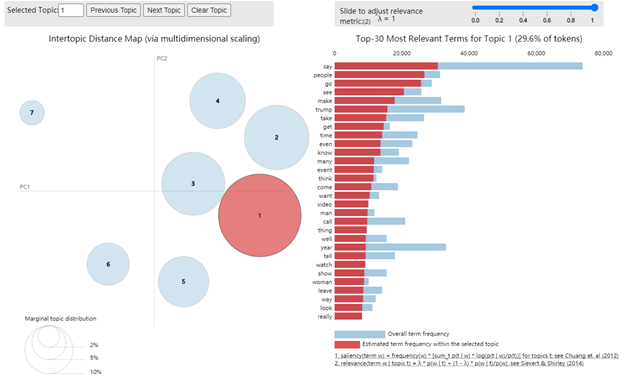 Selected Topic: 1 Previous Topic Next Topic Clear Topic
Slide to adjust relevance
metric:(2) λ = 1
0.0 0.2 0.4 0.6 0.8 1.0
Intertopic Distance Map (via multidimensional scaling)
PC2
PC1
7
4
2
3
1
6
5
Marginal topic distribution
2%
5%
10%
Top-30 Most Relevant Terms for Topic 1 (29.6% of tokens)
0 20,000 40,000 60,000 80,000
say
people
go
see
make
trump
take
get
time
even
know
many
event
think
come
want
video
man
call
thing
well
year
tell
watch
show
woman
leave
way
look
really
Overall term frequency
Estimated term frequency within the selected topic
1. saliency(term w) = frequency(w) * [sum_t p(t | w) * log(p(t | w)/p(t))] for topics t; see Chuang et. al (2012)
2. relevance(term w | topic t) = λ * p(w | t) + (1 - λ) * p(w | t)/p(w); see Sievert & Shirley (2014)